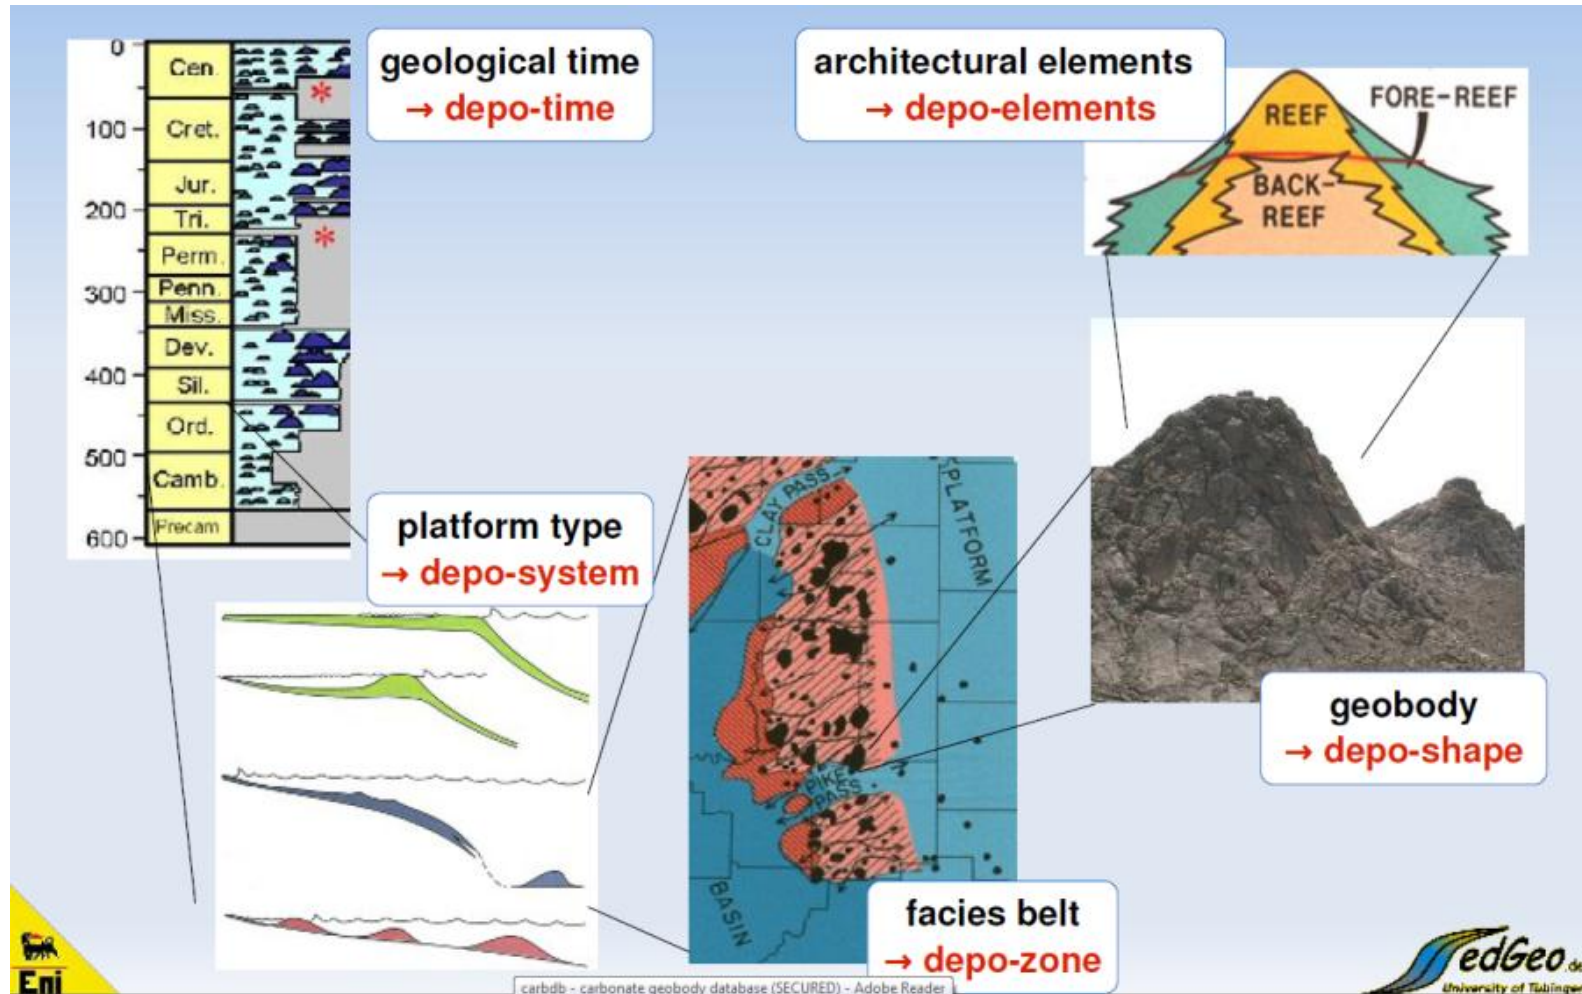 0
100
200
300
400
500
600
Cen.
Cret.
Jur.
Tri.
Perm.
Penn.
Miss.
Dev.
Sil.
Ord.
Camb.
Precam
*
*
geological time
→ depo-time
architectural elements
→ depo-elements
REEF
FORE-REEF
BACK-
REEF
platform type
→ depo-system
CLAY PASS
PLATFORM
PIKES
PASS
BASIN
geobody
→ depo-shape
facies belt
→ depo-zone
Eni
carbdb - carbonate geobody database (SECURED) - Adobe Reader
edGeo.de
University of Tübingen